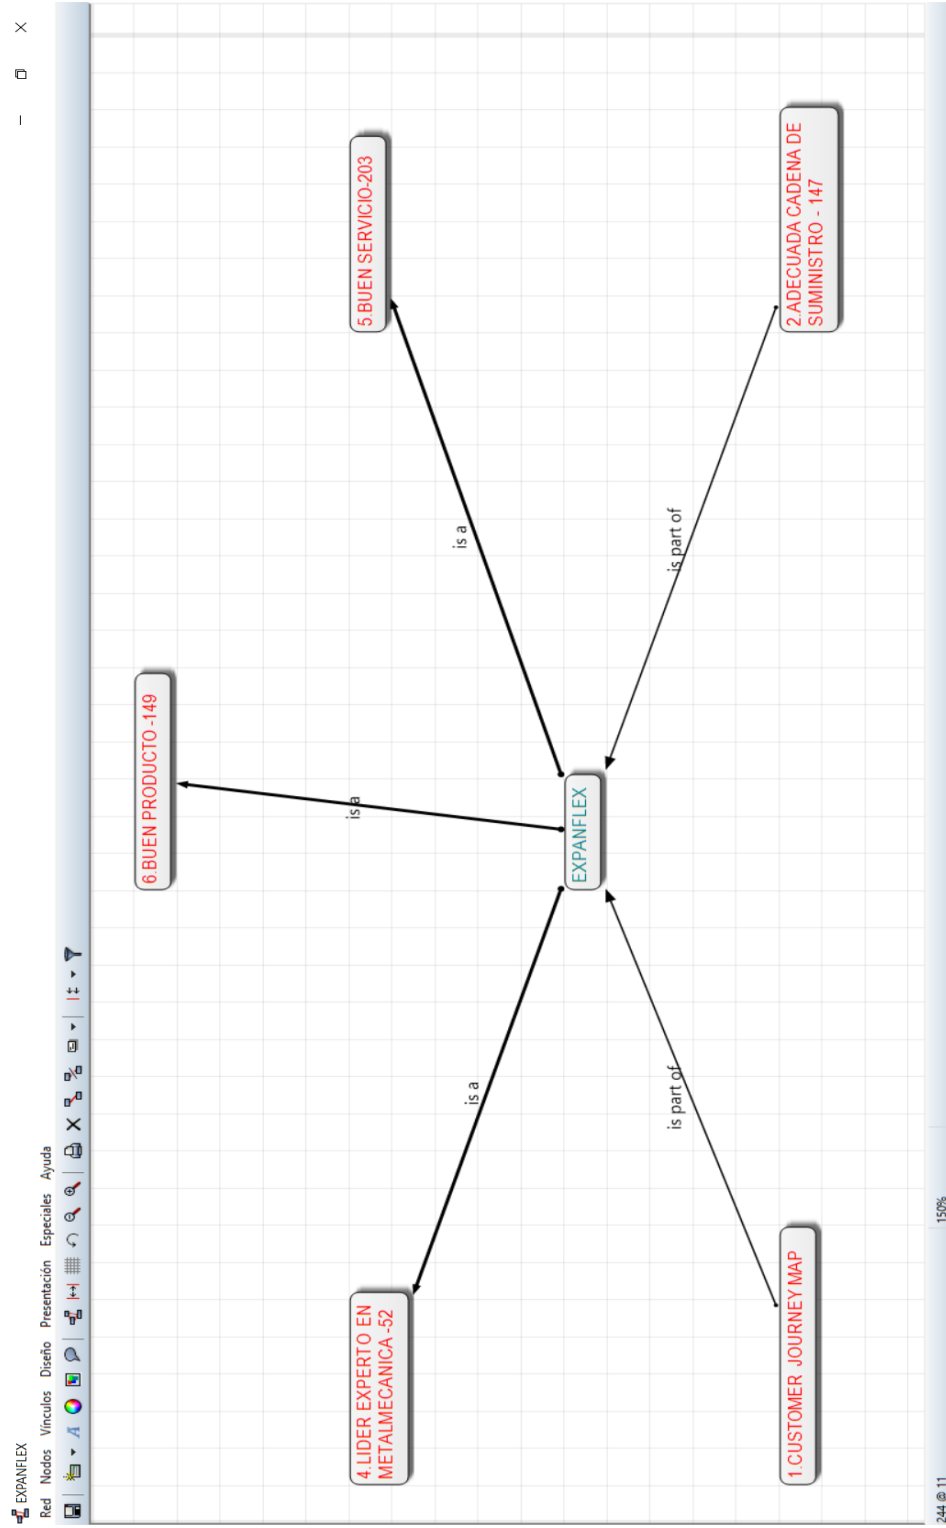 EXPANFLEX
Red Nodos Vínculos Diseño Presentación Especiales Ayuda
6.BUEN PRODUCTO -149
is a
4.LIDER EXPERTO EN
METALMECANICA -52
5.BUEN SERVICIO-203
is a
is a
EXPANFLEX
is part of
is part of
1.CUSTOMER JOURNEY MAP
2.ADECUADA CADENA DE
SUMINISTRO - 147
244 @ 11
150%